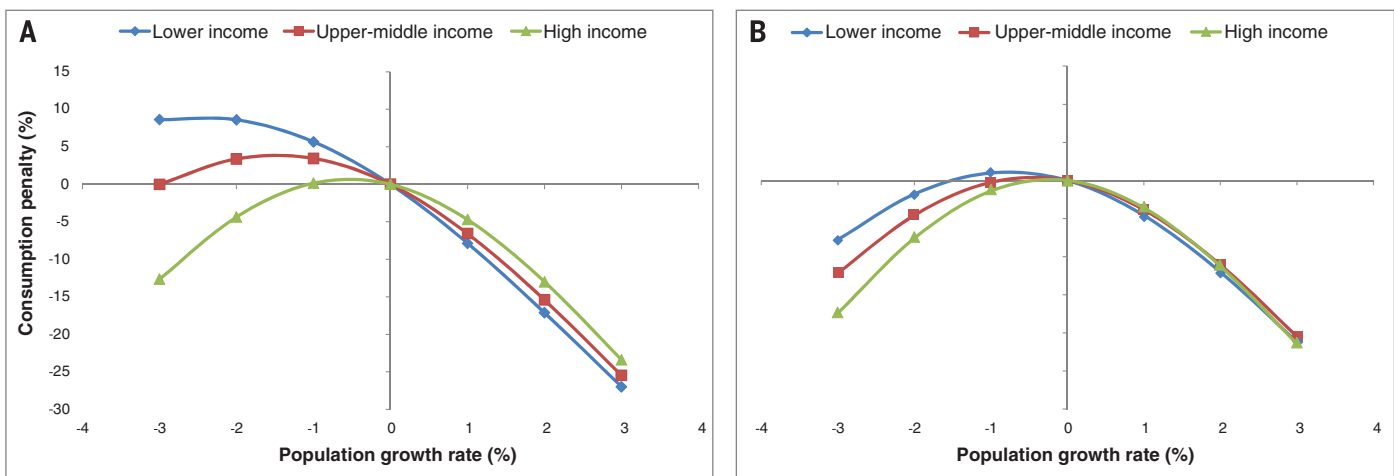 A
Lower income Upper-middle income High income
Consumption penalty (%)
15
10
5
0
-5
-10
-15
-20
-25
-30
-4 -3 -2 -1 0 1 2 3 4
Population growth rate (%)
B
Lower income Upper-middle income High income
-4 -3 -2 -1 0 1 2 3 4
Population growth rate (%)